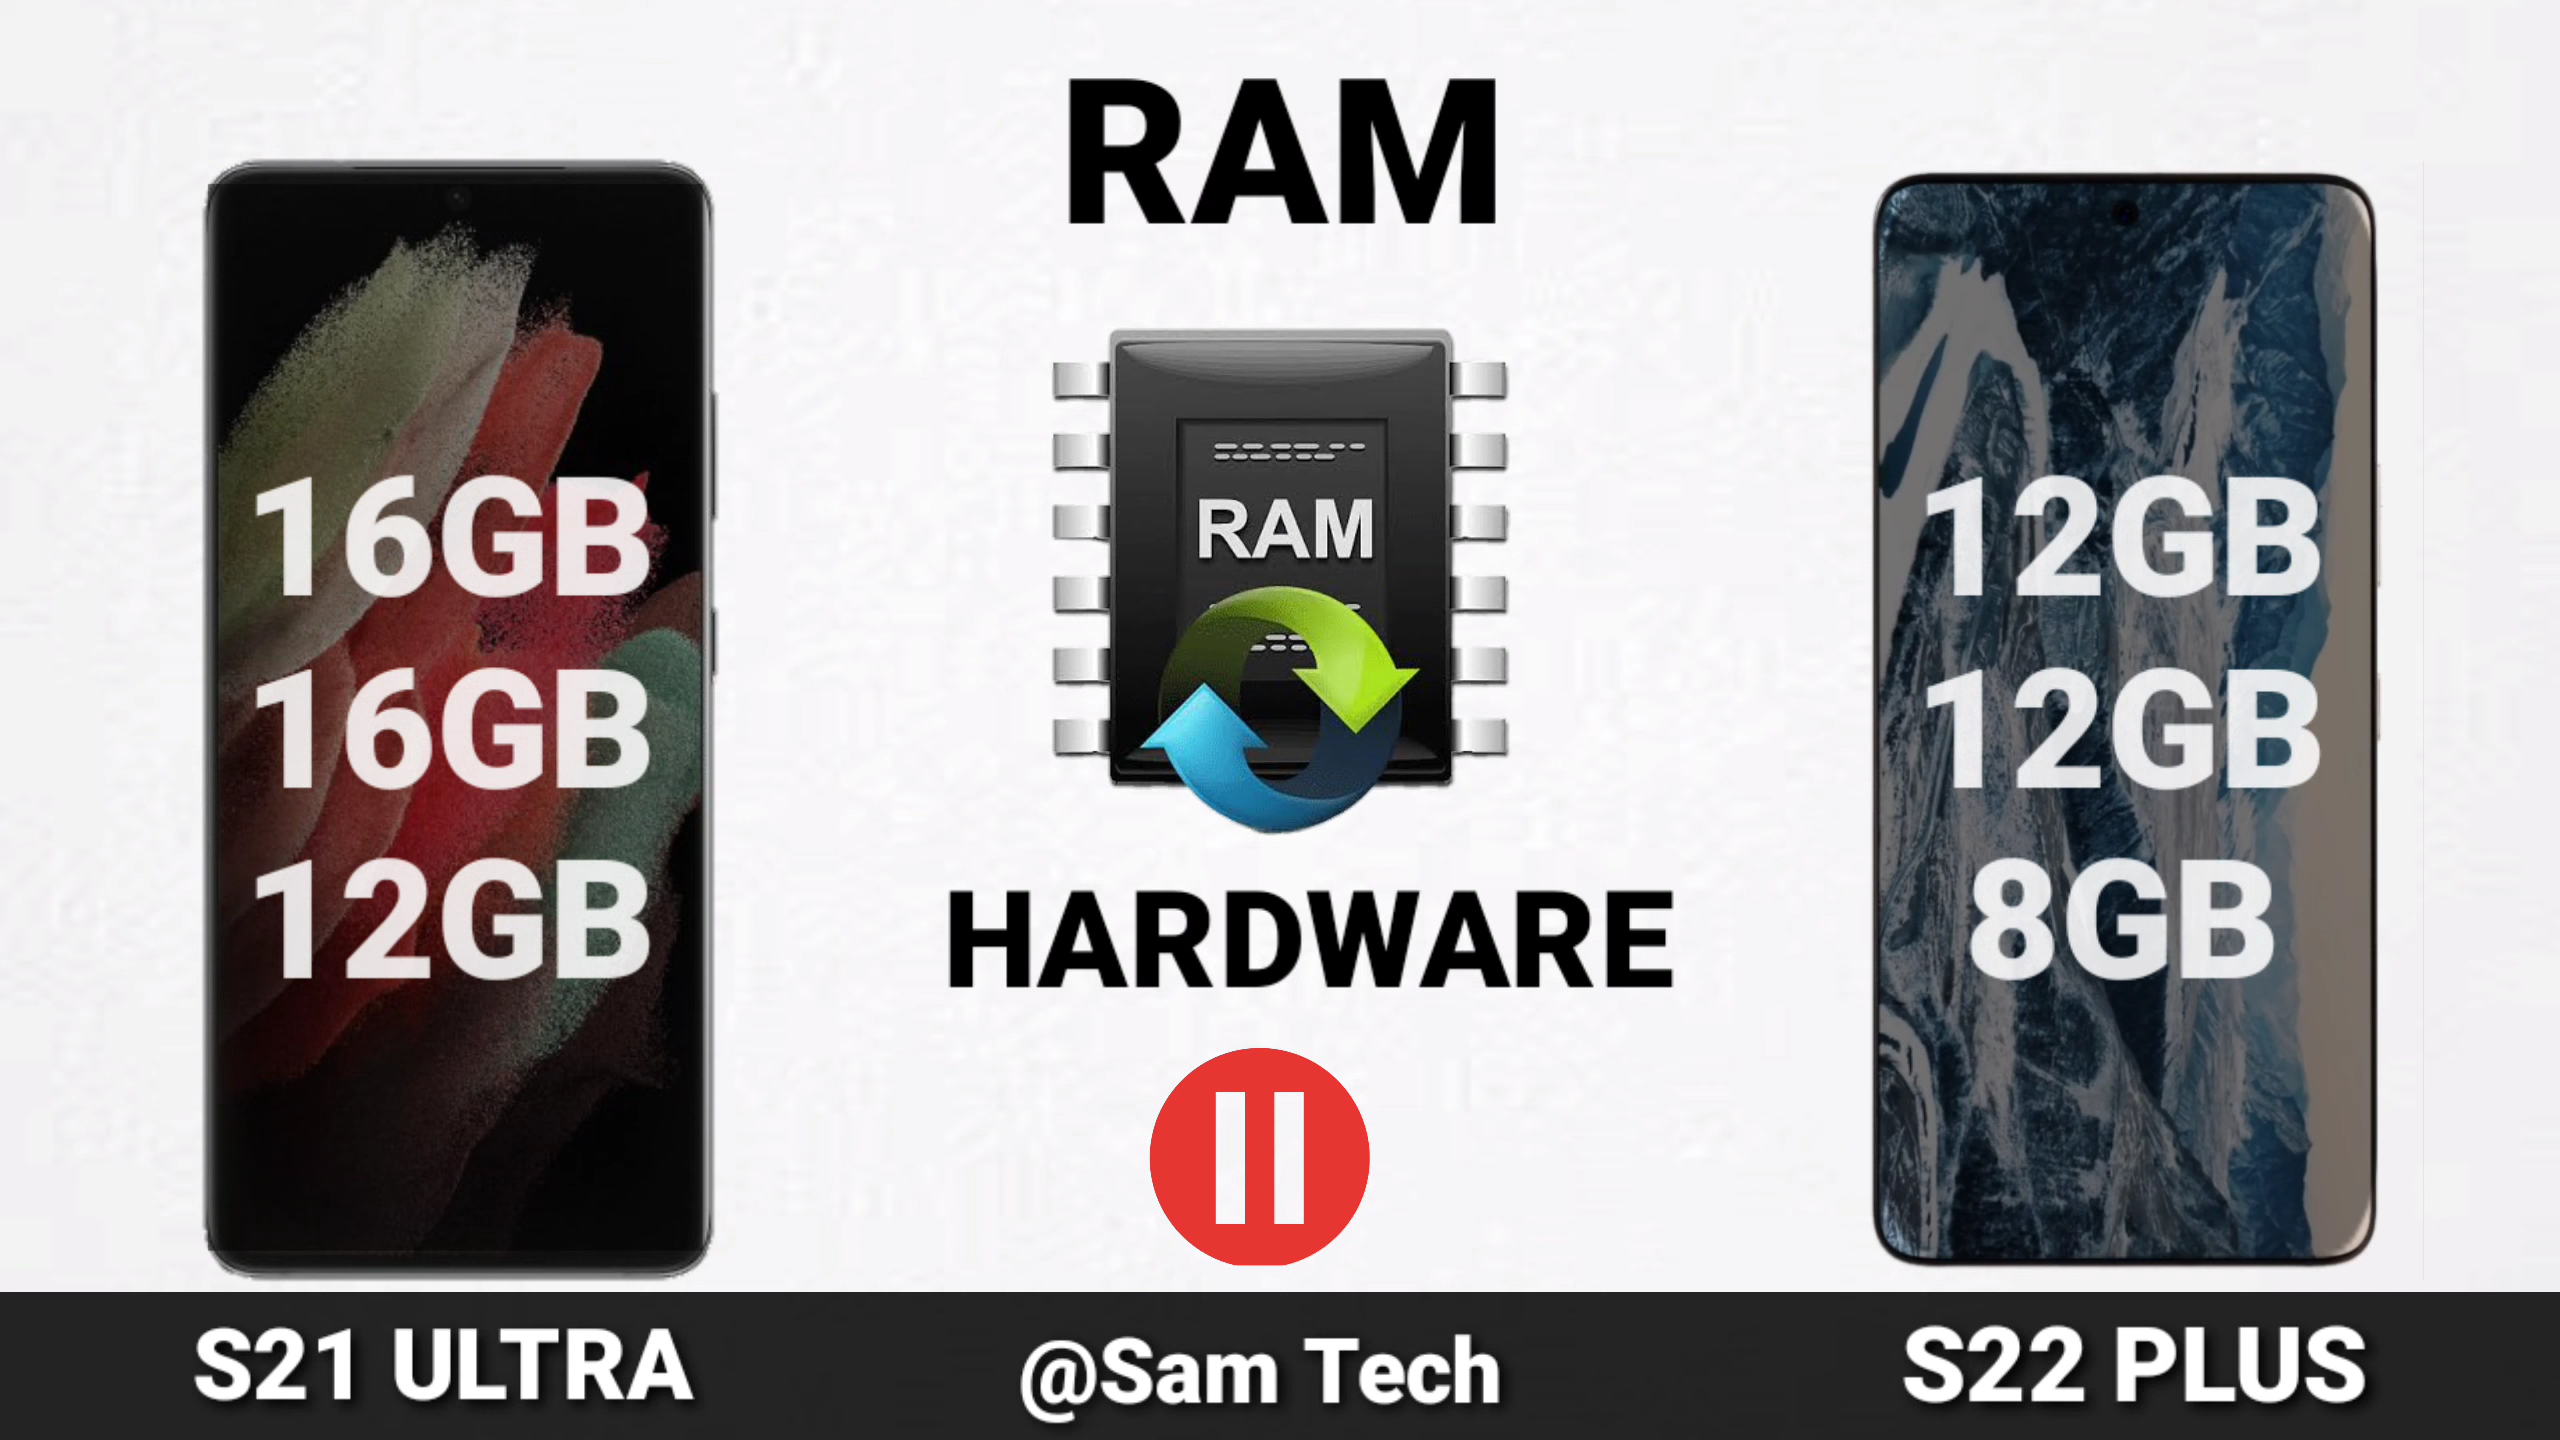 RAM
16GB
16GB
12GB
RAM
12GB
12GB
8GB
HARDWARE
S21 ULTRA
@Sam Tech
S22 PLUS